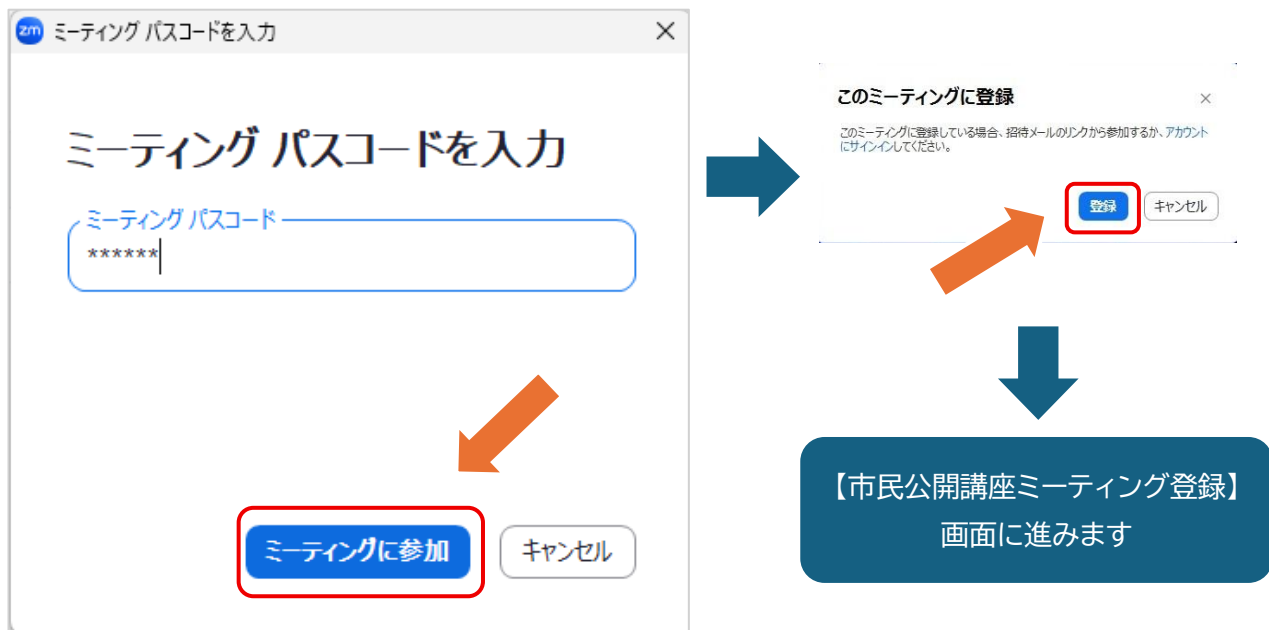 zm ミーティング パスコードを入力
ミーティング パスコードを入力
ミーティング パスコード
******
ミーティングに参加
キャンセル
このミーティングに登録
このミーティングに登録している場合、招待メールのリンクから参加するか、アカウント
にサインインしてください。
登録
キャンセル
【市民公開講座ミーティング登録】
画面に進みます